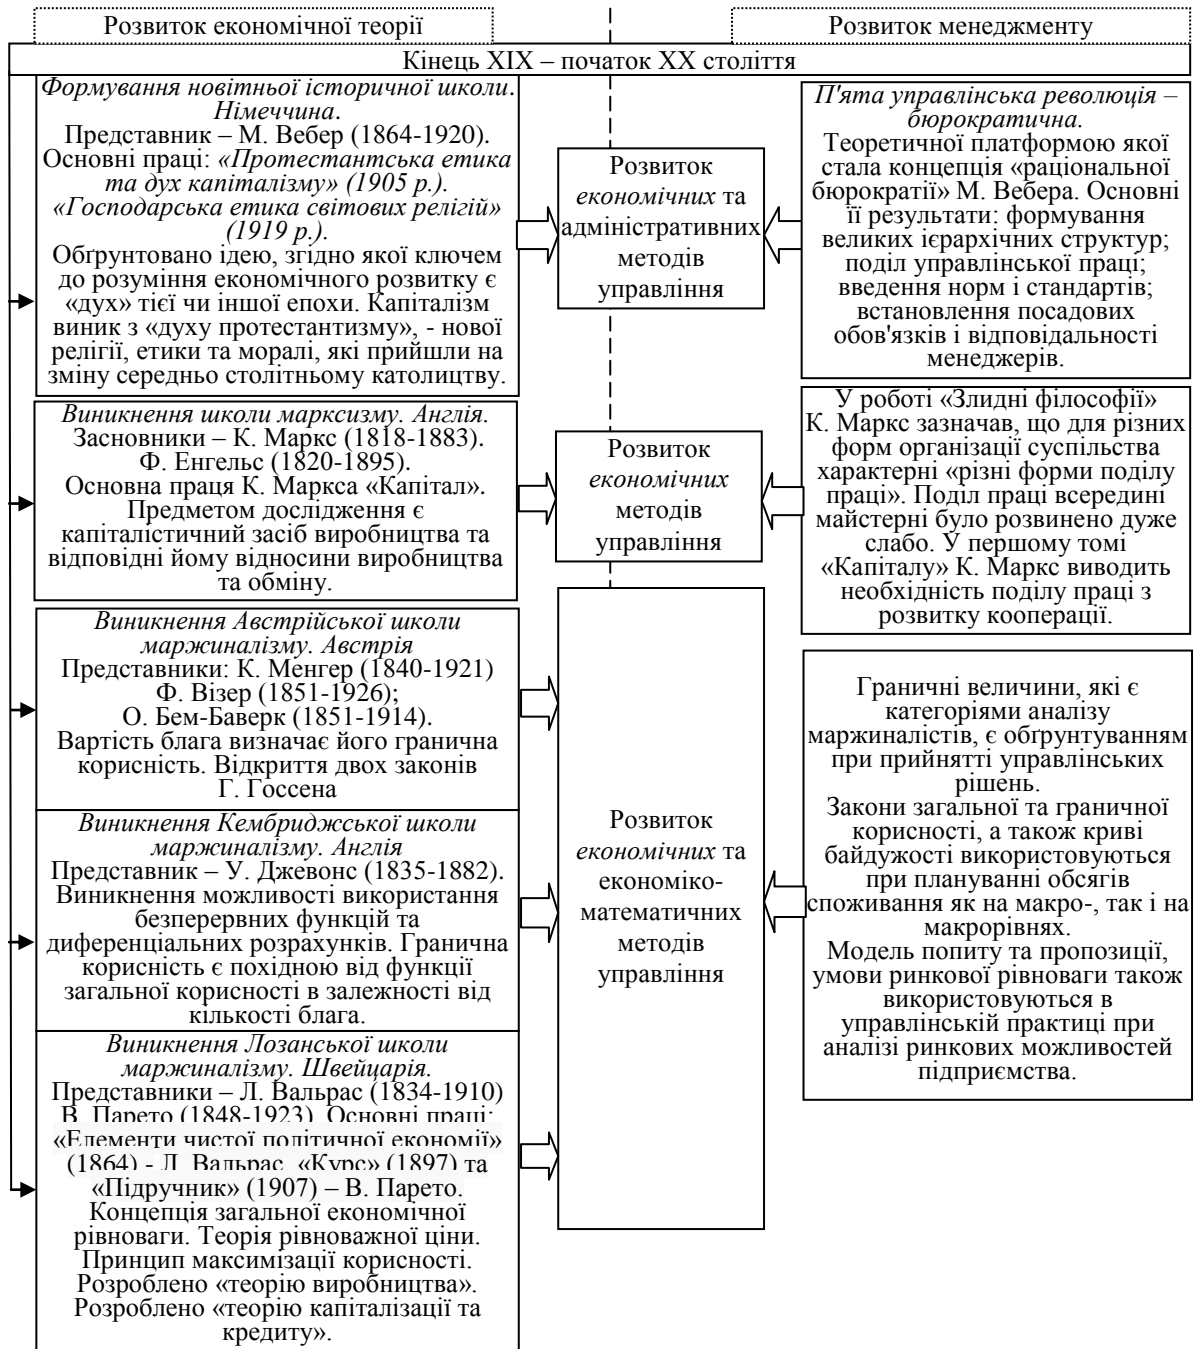 Розвиток економічної теорії
Розвиток менеджменту
Кінець ХІХ – початок ХХ століття
Формування новітньої історичної школи.
Німеччина.
Представник – М. Вебер (1864-1920).
Основні праці: «Протестантська етика
та дух капіталізму» (1905 р.).
«Господарська етика світових релігій»
(1919 р.).
Обґрунтовано ідею, згідно якої ключем
до розуміння економічного розвитку є
«дух» тієї чи іншої епохи. Капіталізм
виник з «духу протестантизму», - нової
релігії, етики та моралі, які прийшли на
зміну середньо столітньому католицтву.
Розвиток
економічних та
адміністративних
методів
управління
П'ята управлінська революція –
бюрократична.
Теоретичної платформою якої
стала концепція «раціональної
бюрократії» М. Вебера. Основні
її результати: формування
великих ієрархічних структур;
поділ управлінської праці;
введення норм і стандартів;
встановлення посадових
обов'язків і відповідальності
менеджерів.
Виникнення школи марксизму. Англія.
Засновники – К. Маркс (1818-1883).
Ф. Енгельс (1820-1895).
Основна праця К. Маркса «Капітал».
Предметом дослідження є
капіталістичний засіб виробництва та
відповідні йому відносини виробництва
та обміну.
Розвиток
економічних
методів
управління
У роботі «Злидні філософії»
К. Маркс зазначав, що для різних
форм організації суспільства
характерні «різні форми поділу
праці». Поділ праці всередині
майстерні було розвинено дуже
слабо. У першому томі
«Капіталу» К. Маркс виводить
необхідність поділу праці з
розвитку кооперації.
Виникнення Австрійської школи
маржиналізму. Австрія
Представники: К. Менгер (1840-1921)
Ф. Візер (1851-1926);
О. Бем-Баверк (1851-1914).
Вартість блага визначає його гранична
корисність. Відкриття двох законів
Г. Госсена
Виникнення Кембриджської школи
маржиналізму. Англія
Представник – У. Джевонс (1835-1882).
Виникнення можливості використання
безперервних функцій та
диференціальних розрахунків. Гранична
корисність є похідною від функції
загальної корисності в залежності від
кількості блага.
Виникнення Лозанської школи
маржиналізму. Швейцарія.
Представники – Л. Вальрас (1834-1910)
В. Парето (1848-1923). Основні праці:
«Елементи чистої політичної економії»
(1864) - Л. Вальрас. «Курс» (1897) та
«Підручник» (1907) – В. Парето.
Концепція загальної економічної
рівноваги. Теорія рівноважної ціни.
Принцип максимізації корисності.
Розроблено «теорію виробництва».
Розроблено «теорію капіталізації та
кредиту».
Розвиток
економічних та
економіко-
математичних
методів
управління
Граничні величини, які є
категоріями аналізу
маржиналістів, є обґрунтуванням
при прийнятті управлінських
рішень.
Закони загальної та граничної
корисності, а також криві
байдужості використовуються
при плануванні обсягів
споживання як на макро-, так і на
макрорівнях.
Модель попиту та пропозиції,
умови ринкової рівноваги також
використовуються в
управлінській практиці при
аналізі ринкових можливостей
підприємства.